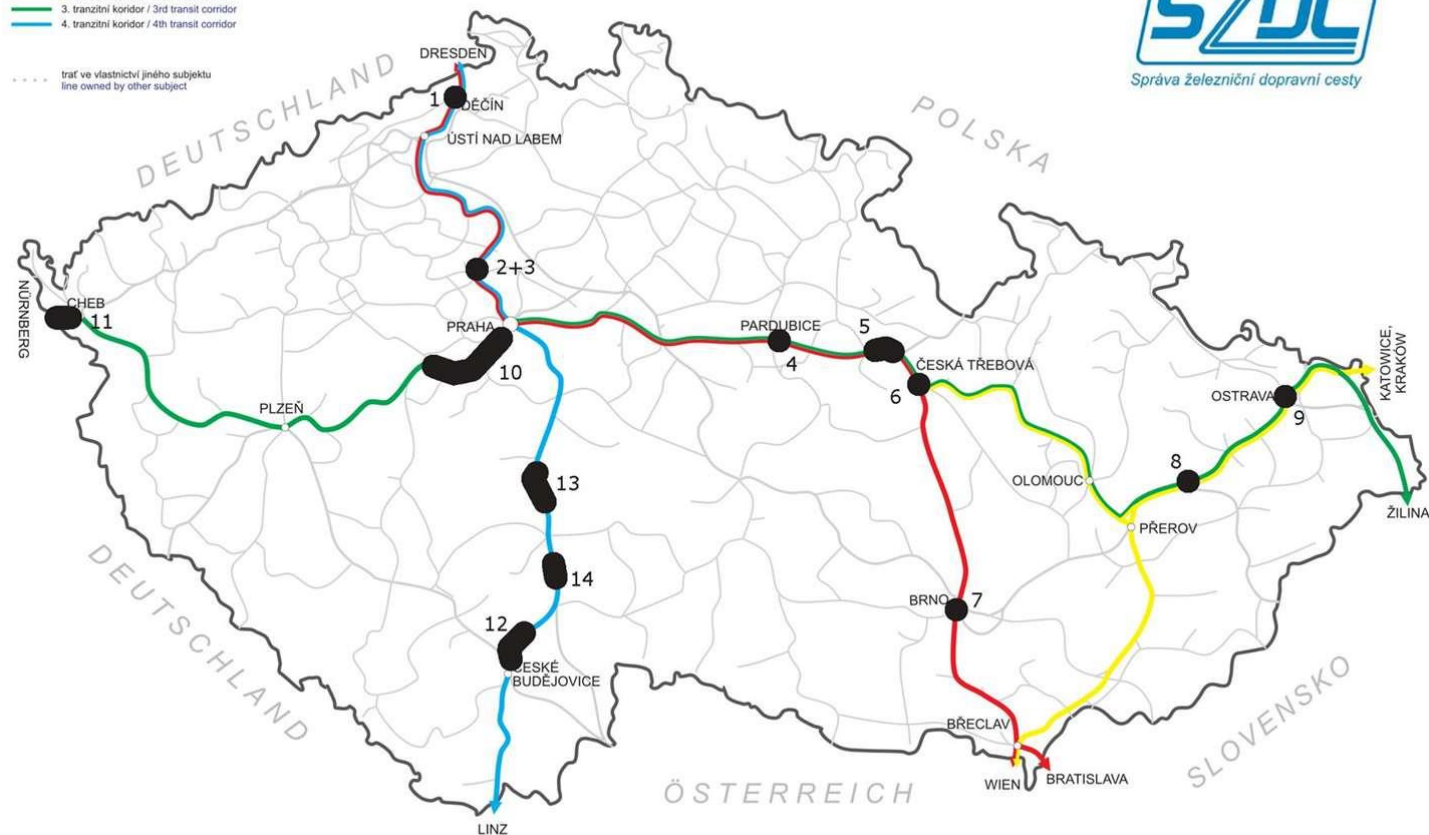 3. tranzitní koridor / 3rd transit corridor
4. tranzitní koridor / 4th transit corridor
trať ve vlastnictví jiného subjektu
line owned by other subject
SŽDC
Správa železniční dopravní cesty
DEUTSCHLAND
POLSKA
DRESDEN
1
DĚČÍN
ÚSTÍ NAD LABEM
2+3
NÜRNBERG
CHEB
11
PRAHA
10
PARDUBICE
4
5
ČESKÁ TŘEBOVÁ
6
KATOWICE,
KRAKÓW
OSTRAVA
9
PLZEŇ
13
OLOMOUC
8
ŽILINA
PŘEROV
DEUTSCHLAND
14
BRNO
7
12
ČESKÉ
BUDĚJOVICE
SLOVENSKO
BŘECLAV
WIEN
BRATISLAVA
ÖSTERREICH
LINZ